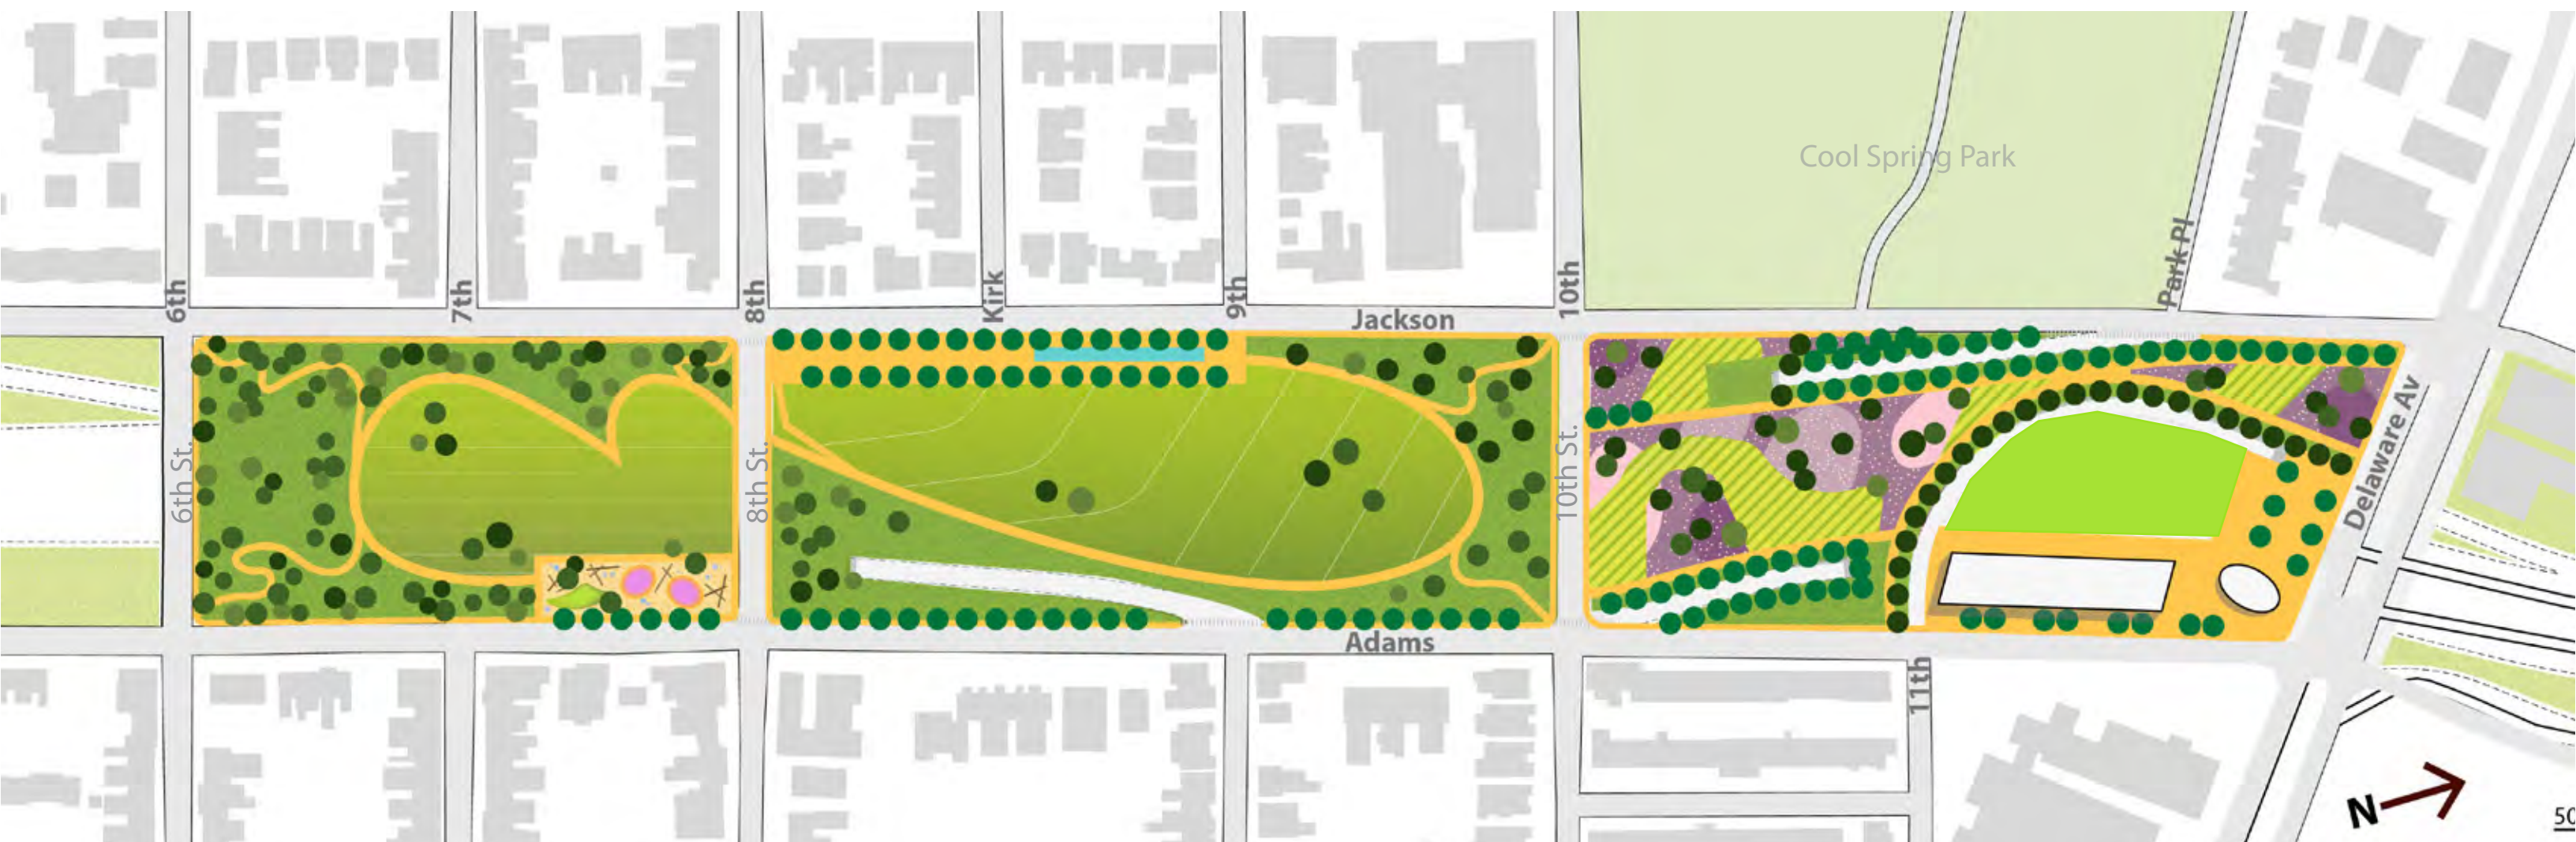 Cool Spring Park
6th
7th
8th
Kirk
9th
10th
Park Pl
Jackson
6th St.
8th St.
10th St.
Delaware Av
Adams
11th
N
50